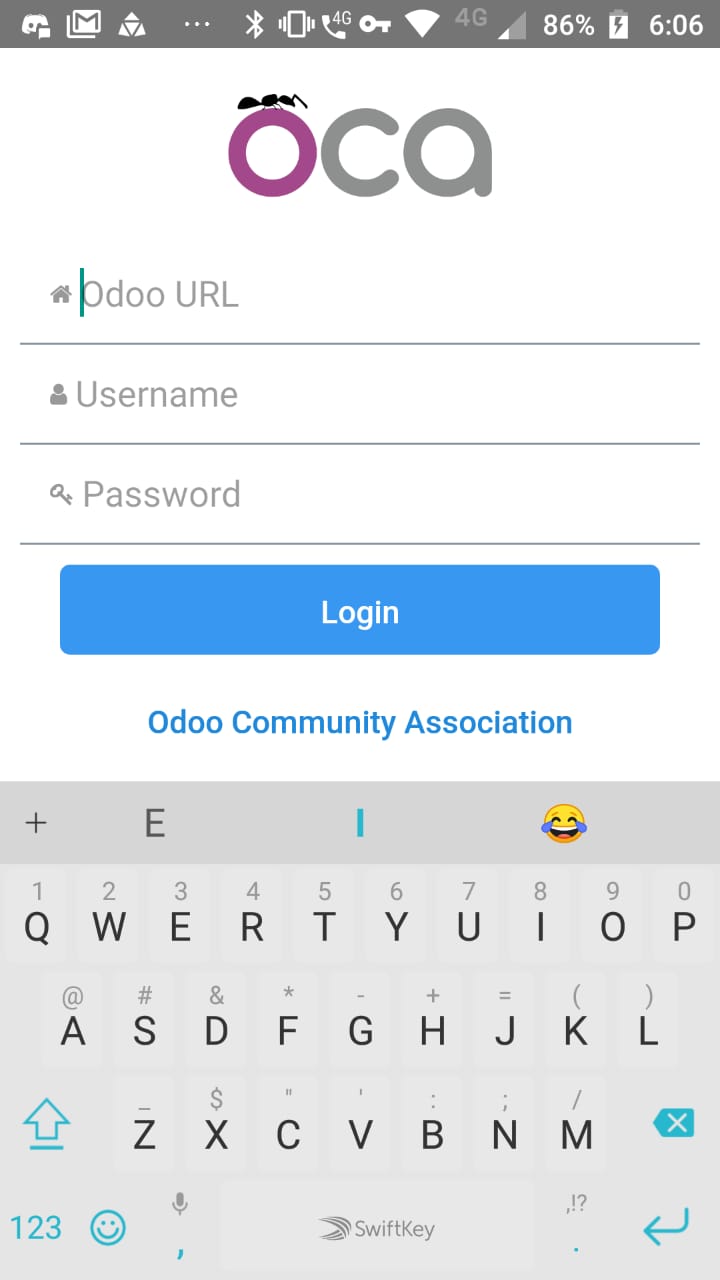 4G 4G 86% 6:06
oca
Odoo URL
Username
Password
Login
Odoo Community Association
+ E I 😂
1 2 3 4 5 6 7 8 9 0
Q W E R T Y U I O P
@ # & * - + = ( )
A S D F G H J K L
_ $ " ' : ; /
Z X C V B N M
,!?
123 , SwiftKey .